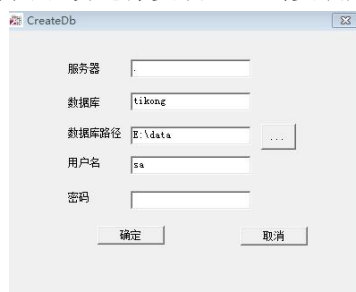 CreateDb
服务器 .
数据库 tikong
数据库路径 E:\data ...
用户名 sa
密码
确定 取消